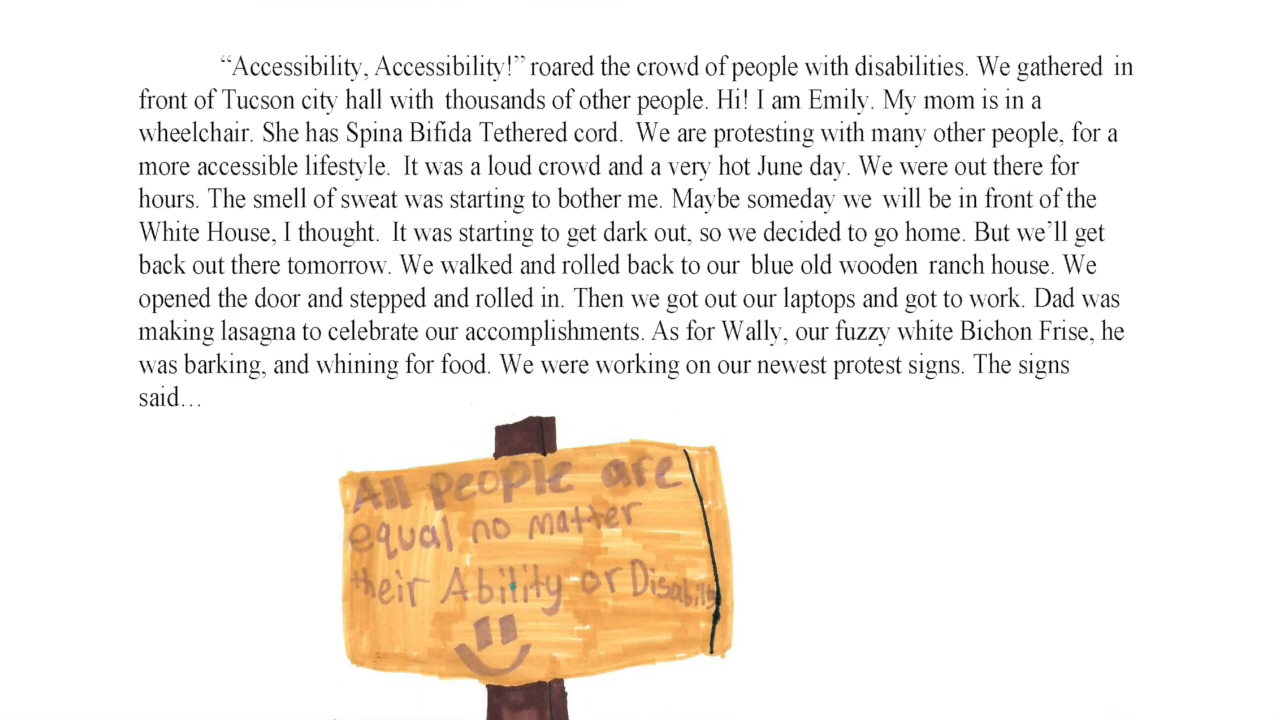 “Accessibility, Accessibility!” roared the crowd of people with disabilities. We gathered in
front of Tucson city hall with thousands of other people. Hi! I am Emily. My mom is in a
wheelchair. She has Spina Bifida Tethered cord. We are protesting with many other people, for a
more accessible lifestyle. It was a loud crowd and a very hot June day. We were out there for
hours. The smell of sweat was starting to bother me. Maybe someday we will be in front of the
White House, I thought. It was starting to get dark out, so we decided to go home. But we’ll get
back out there tomorrow. We walked and rolled back to our blue old wooden ranch house. We
opened the door and stepped and rolled in. Then we got out our laptops and got to work. Dad was
making lasagna to celebrate our accomplishments. As for Wally, our fuzzy white Bichon Frise, he
was barking, and whining for food. We were working on our newest protest signs. The signs
said…
All people are
equal no matter
their Ability or